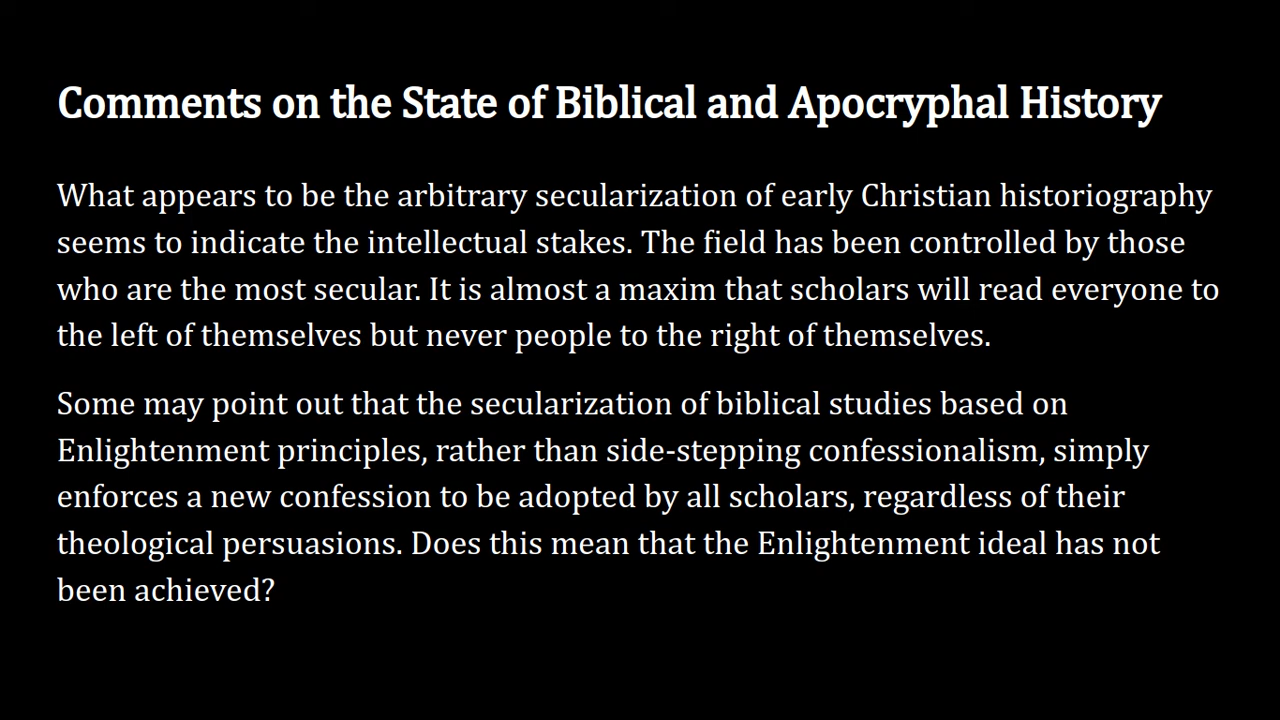 Comments on the State of Biblical and Apocryphal History
What appears to be the arbitrary secularization of early Christian historiography
seems to indicate the intellectual stakes. The field has been controlled by those
who are the most secular. It is almost a maxim that scholars will read everyone to
the left of themselves but never people to the right of themselves.
Some may point out that the secularization of biblical studies based on
Enlightenment principles, rather than side-stepping confessionalism, simply
enforces a new confession to be adopted by all scholars, regardless of their
theological persuasions. Does this mean that the Enlightenment ideal has not
been achieved?